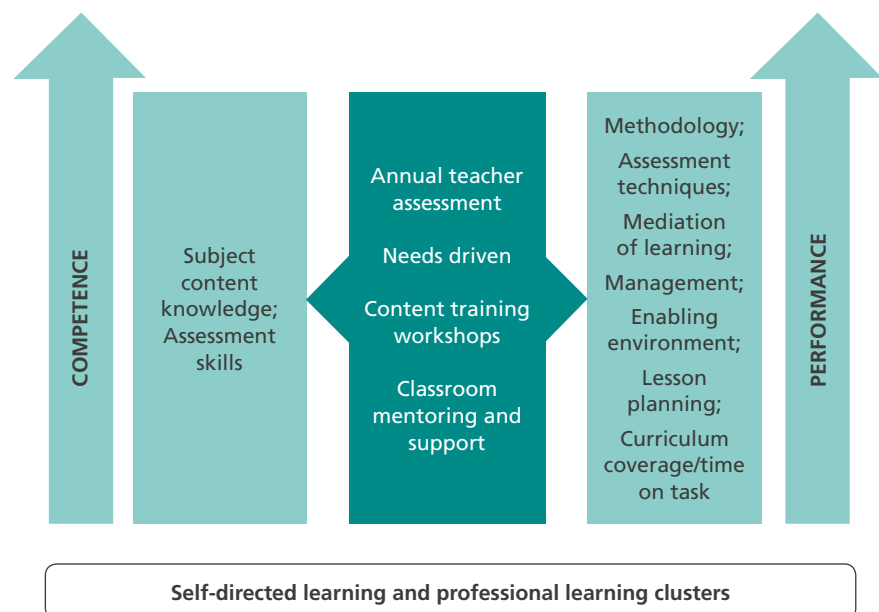 COMPETENCE
Subject
content
knowledge;
Assessment
skills
Annual teacher
assessment
Needs driven
Content training
workshops
Classroom
mentoring and
support
Methodology;
Assessment
techniques;
Mediation
of learning;
Management;
Enabling
environment;
Lesson
planning;
Curriculum
coverage/time
on task
PERFORMANCE
Self-directed learning and professional learning clusters